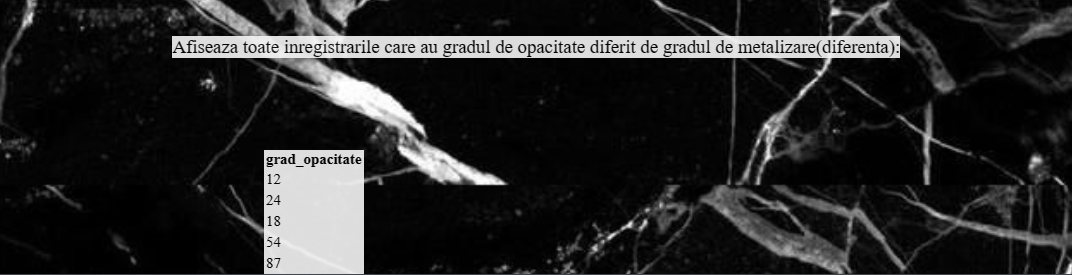 Afiseaza toate inregistrarile care au gradul de opacitate diferit de gradul de metalizare(diferenta):
grad_opacitate
12
24
18
54
87